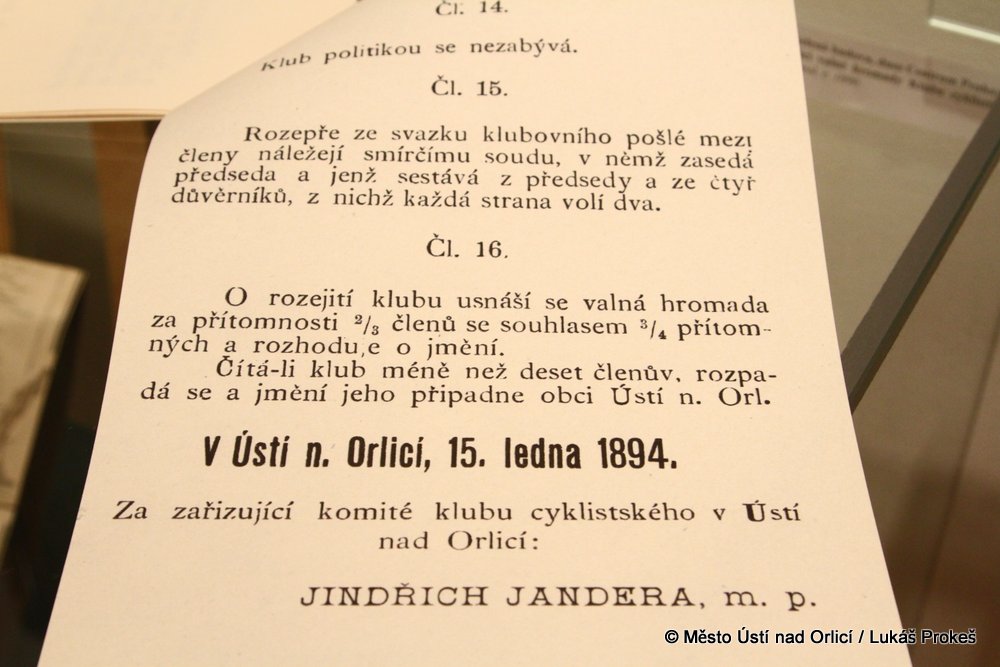 Čl. 14.
Klub politikou se nezabývá.
Čl. 15.
Rozepře ze svazku klubovního pošlé mezi
členy náležejí smírčímu soudu, v němž zasedá
předseda a jenž sestává z předsedy a ze čtyř
důvěrníků, z nichž každá strana volí dva.
Čl. 16.
O rozejití klubu usnáší se valná hromada
za přítomnosti 2/3 členů se souhlasem 3/4 přítom-
ných a rozhoduje o jmění.
Čítá-li klub méně než deset členův, rozpa-
dá se a jmění jeho připadne obci Ústí n. Orl.
V Ústí n. Orlicí, 15. ledna 1894.
Za zařizující komité klubu cyklistského v Ústí
nad Orlicí:
JINDŘICH JANDERA, m. p.
© Město Ústí nad Orlicí / Lukáš Prokeš